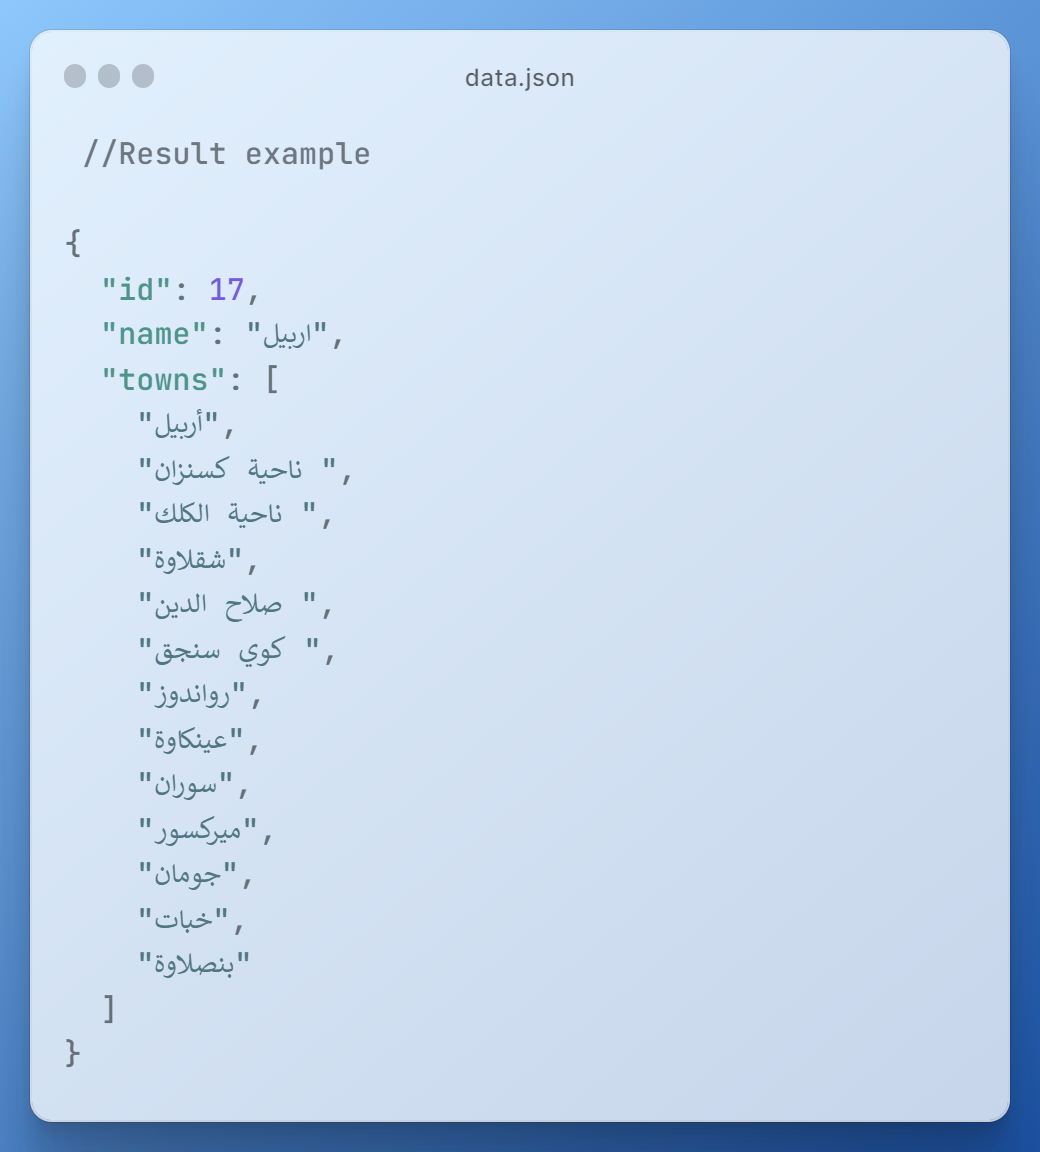 data.json
//Result example
{
"id": 17,
"name": "اربيل",
"towns": [
"أربيل",
" ناحية كسنزان",
" ناحية الكلك",
"شقلاوة",
" صلاح الدين",
" كوي سنجق",
"رواندوز",
"عينكاوة",
"سوران",
"ميركسور",
"جومان",
"خبات",
"بنصلاوة"
]
}